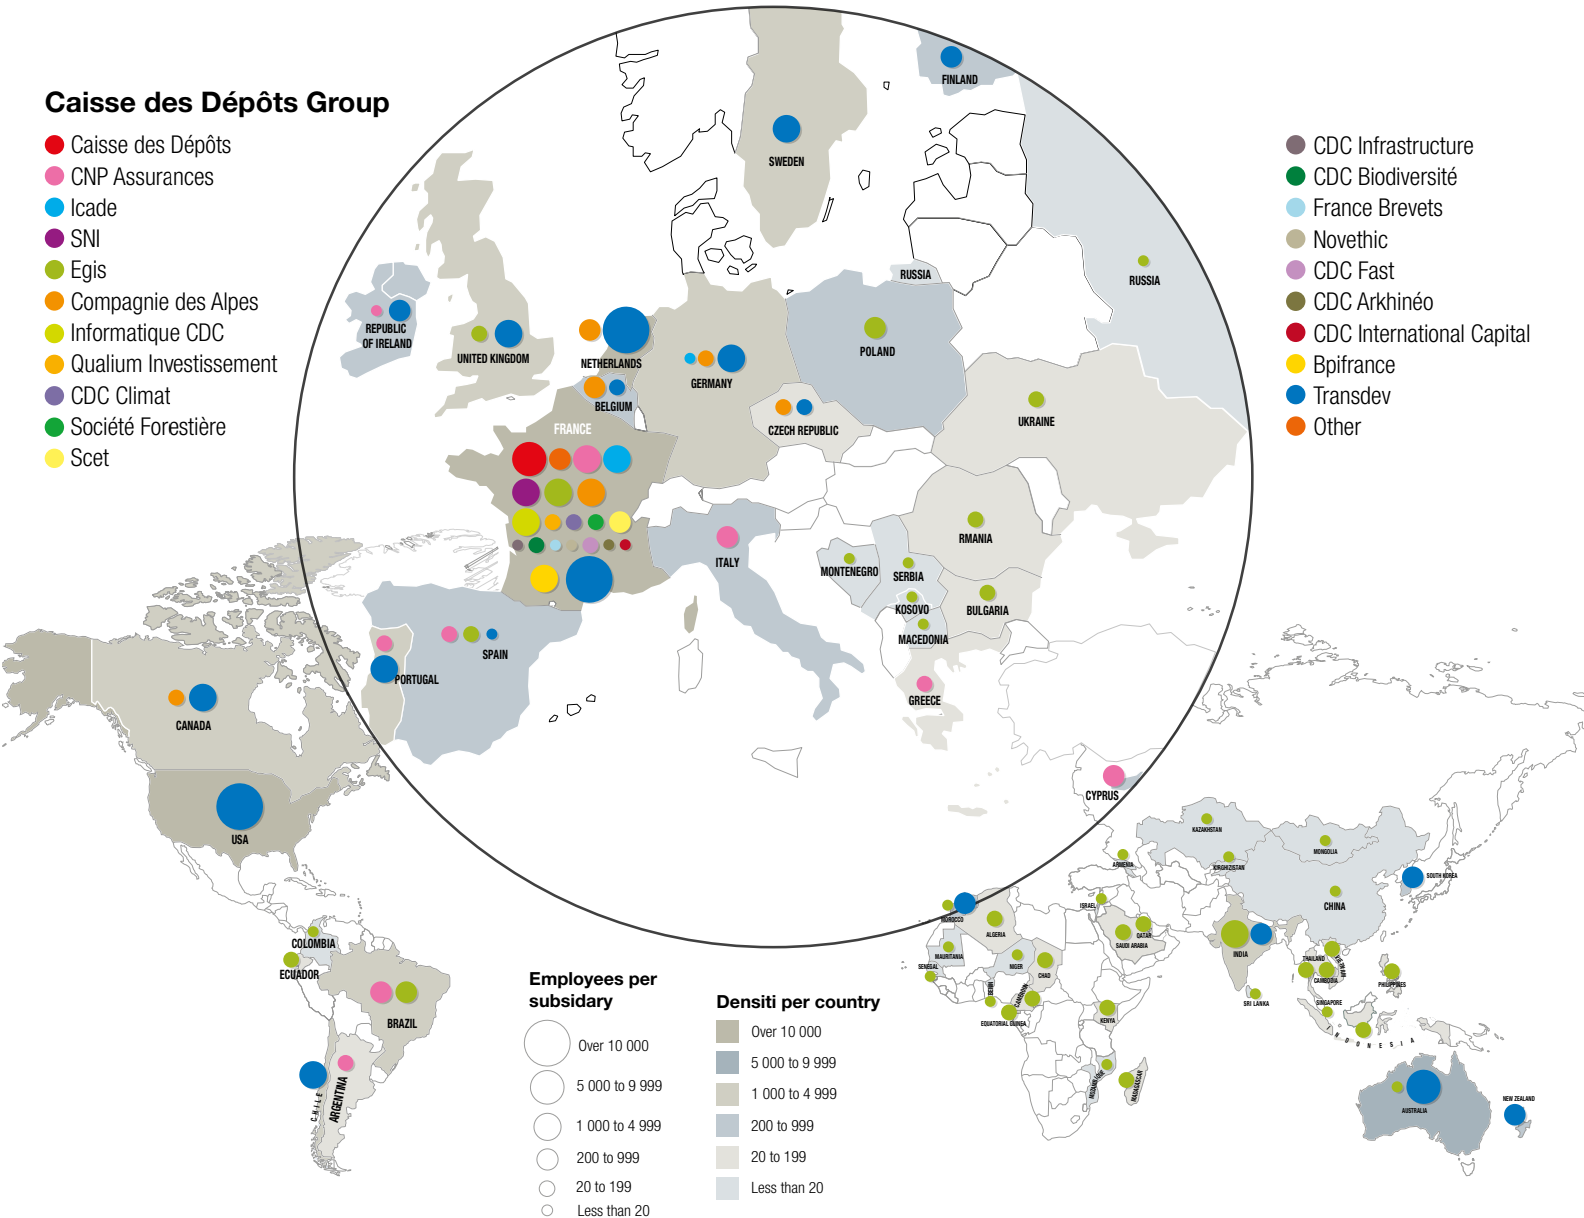 Caisse des Dépôts Group
Caisse des Dépôts
CNP Assurances
Icade
SNI
Egis
Compagnie des Alpes
Informatique CDC
Qualium Investissement
CDC Climat
Société Forestière
Scet
CDC Infrastructure
CDC Biodiversité
France Brevets
Novethic
CDC Fast
CDC Arkhinéo
CDC International Capital
Bpifrance
Transdev
Other
FINLAND
SWEDEN
RUSSIA
RUSSIA
REPUBLIC
OF IRELAND
UNITED KINGDOM
NETHERLANDS
GERMANY
POLAND
BELGIUM
CZECH REPUBLIC
UKRAINE
FRANCE
ITALY
RMANIA
MONTENEGRO
SERBIA
KOSOVO
BULGARIA
MACEDONIA
SPAIN
PORTUGAL
GREECE
CYPRUS
CANADA
USA
COLOMBIA
ECUADOR
BRAZIL
CHILE
ARGENTINA
KAZAKHSTAN
MONGOLIA
ARMENIA
KIRGHIZISTAN
SOUTH KOREA
CHINA
ISRAEL
MOROCCO
ALGERIA
QATAR
SAUDI ARABIA
INDIA
MAURITANIA
SENEGAL
NIGER
CHAD
THAILAND
VIETNAM
CAMBODIA
PHILIPPINES
BENIN
CAMEROON
EQUATORIAL GUINEA
KENYA
SRI LANKA
SINGAPORE
INDONESIA
MOZAMBIQUE
MADAGASCAR
AUSTRALIA
NEW ZEALAND
Employees per
subsidary
Over 10 000
5 000 to 9 999
1 000 to 4 999
200 to 999
20 to 199
Less than 20
Densiti per country
Over 10 000
5 000 to 9 999
1 000 to 4 999
200 to 999
20 to 199
Less than 20